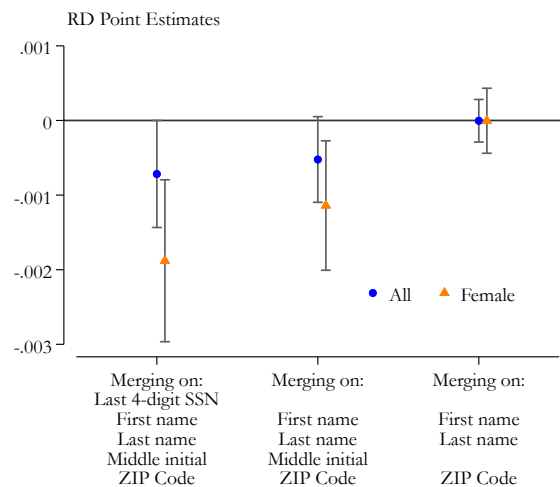 RD Point Estimates
.001
0
-.001
-.002
-.003
All
Female
Merging on:
Last 4-digit SSN
First name
Last name
Middle initial
ZIP Code
Merging on:
First name
Last name
Middle initial
ZIP Code
Merging on:
First name
Last name
ZIP Code